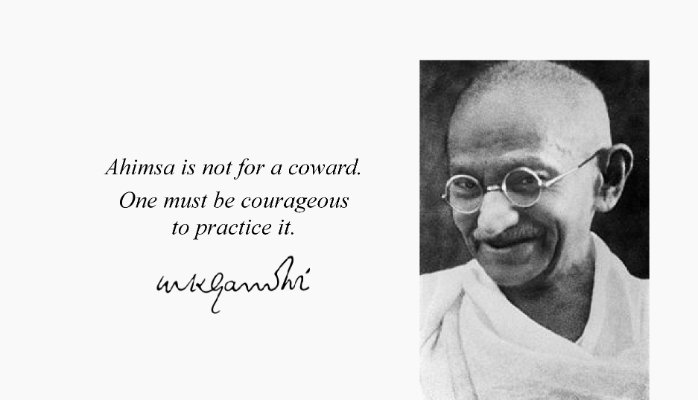 Ahimsa is not for a coward.
One must be courageous
to practice it.
mkgandhi